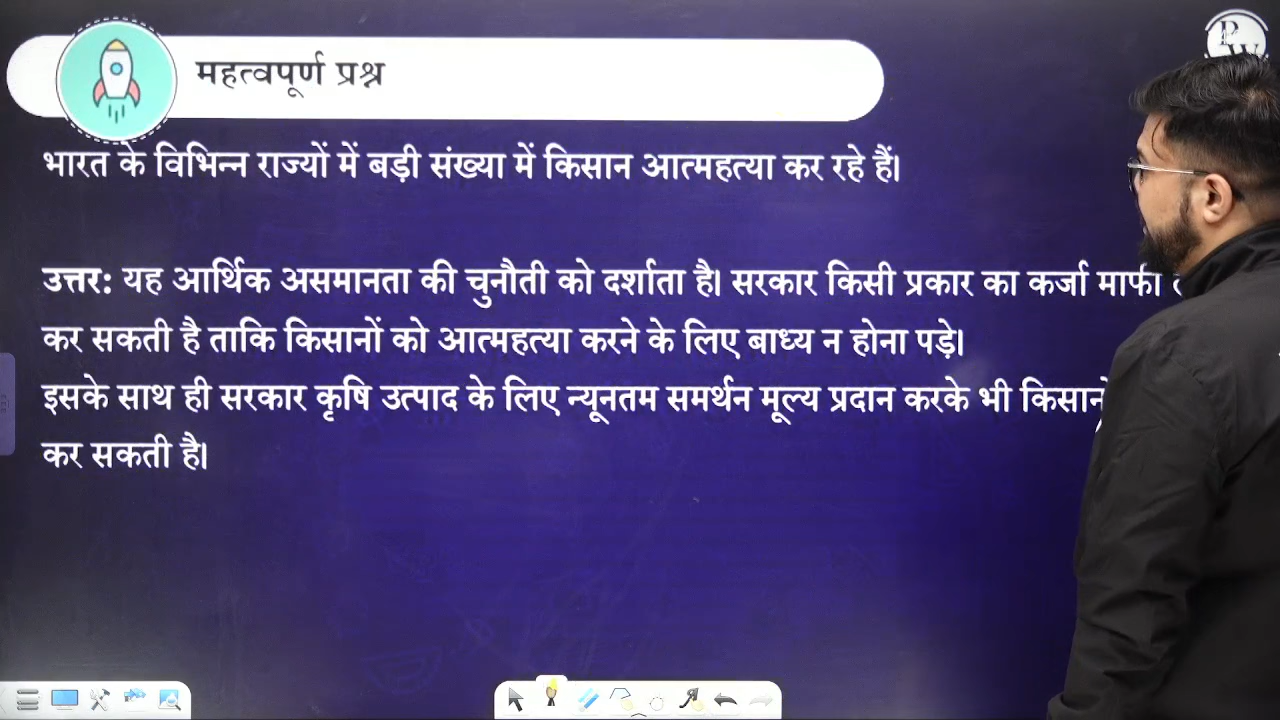 महत्वपूर्ण प्रश्न
PW
भारत के विभिन्न राज्यों में बड़ी संख्या में किसान आत्महत्या कर रहे हैं।
उत्तर: यह आर्थिक असमानता की चुनौती को दर्शाता है। सरकार किसी प्रकार का कर्जा माफी
कर सकती है ताकि किसानों को आत्महत्या करने के लिए बाध्य न होना पड़े।
इसके साथ ही सरकार कृषि उत्पाद के लिए न्यूनतम समर्थन मूल्य प्रदान करके भी
कर सकती है।